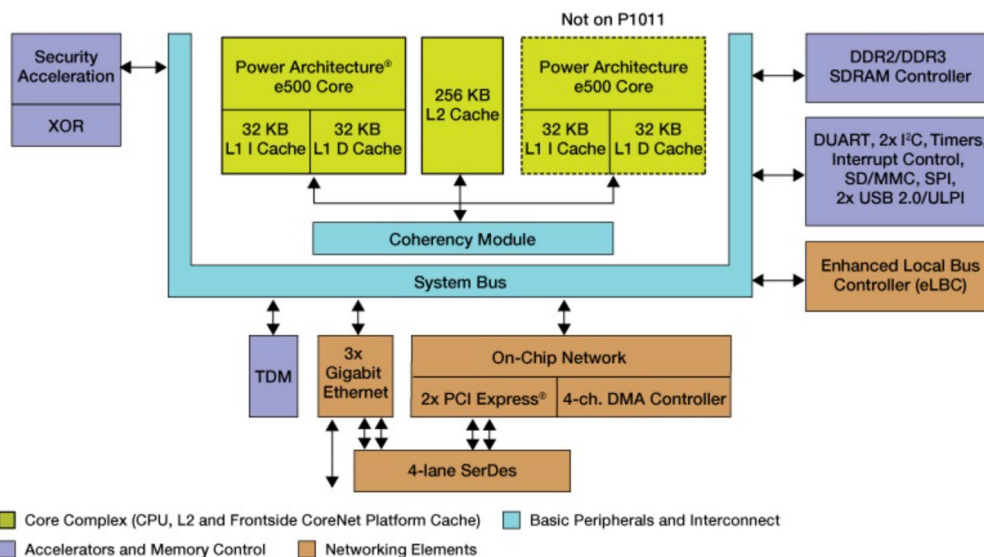 Not on P1011
Security
Acceleration
XOR
Power Architecture®
e500 Core
32 KB
L1 I Cache
32 KB
L1 D Cache
256 KB
L2 Cache
Power Architecture
e500 Core
32 KB
L1 I Cache
32 KB
L1 D Cache
DDR2/DDR3
SDRAM Controller
DUART, 2x I²C, Timers,
Interrupt Control,
SD/MMC, SPI,
2x USB 2.0/ULPI
Coherency Module
System Bus
Enhanced Local Bus
Controller (eLBC)
TDM
3x
Gigabit
Ethernet
On-Chip Network
2x PCI Express®
4-ch. DMA Controller
4-lane SerDes
Core Complex (CPU, L2 and Frontside CoreNet Platform Cache)
Basic Peripherals and Interconnect
Accelerators and Memory Control
Networking Elements